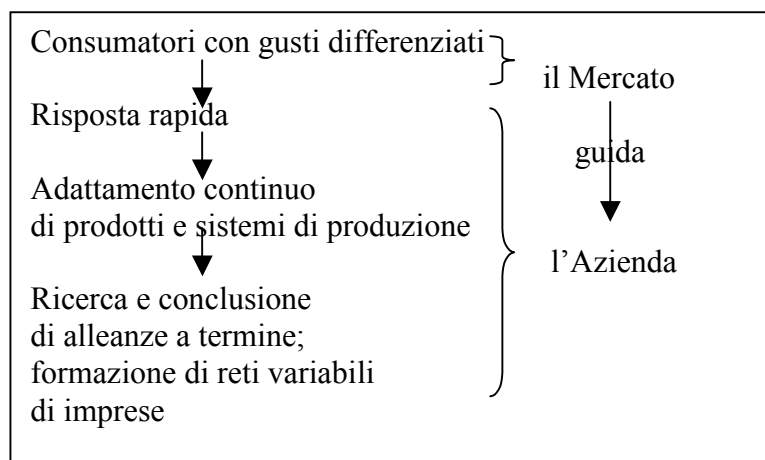 Consumatori con gusti differenziati
il Mercato
Risposta rapida
guida
Adattamento continuo
di prodotti e sistemi di produzione
l’Azienda
Ricerca e conclusione
di alleanze a termine;
formazione di reti variabili
di imprese